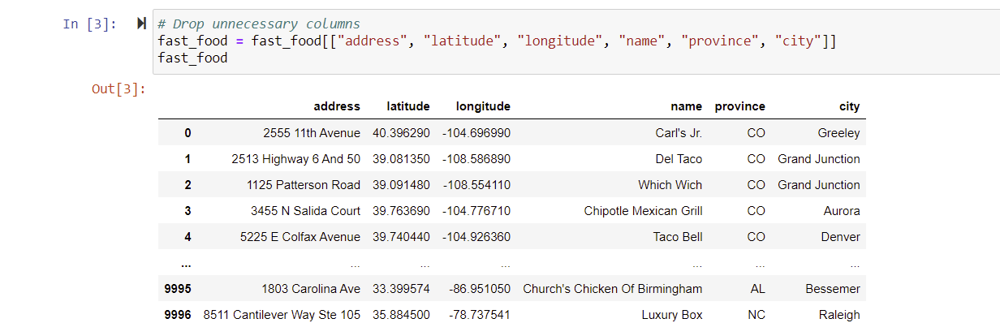 In [3]:
# Drop unnecessary columns
fast_food = fast_food[["address", "latitude", "longitude", "name", "province", "city"]]
fast_food
Out[3]:
address latitude longitude name province city
0 2555 11th Avenue 40.396290 -104.696990 Carl's Jr. CO Greeley
1 2513 Highway 6 And 50 39.081350 -108.586890 Del Taco CO Grand Junction
2 1125 Patterson Road 39.091480 -108.554110 Which Wich CO Grand Junction
3 3455 N Salida Court 39.763690 -104.776710 Chipotle Mexican Grill CO Aurora
4 5225 E Colfax Avenue 39.740440 -104.926360 Taco Bell CO Denver
... ... ... ... ... ... ...
9995 1803 Carolina Ave 33.399574 -86.951050 Church's Chicken Of Birmingham AL Bessemer
9996 8511 Cantilever Way Ste 105 35.884500 -78.737541 Luxury Box NC Raleigh